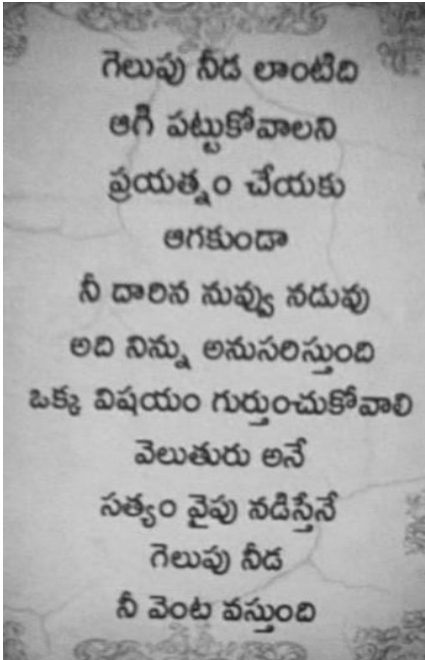 గెలుపు నీడ లాంటిది
ఆగి పట్టుకోవాలని
ప్రయత్నం చేయకు
ఆగకుండా
నీ దారిన నువ్వు నడువు
అది నిన్ను అనుసరిస్తుంది
ఒక్క విషయం గుర్తుంచుకోవాలి
వెలుతురు అనే
సత్యం వైపు నడిస్తేనే
గెలుపు నీడ
నీ వెంట వస్తుంది